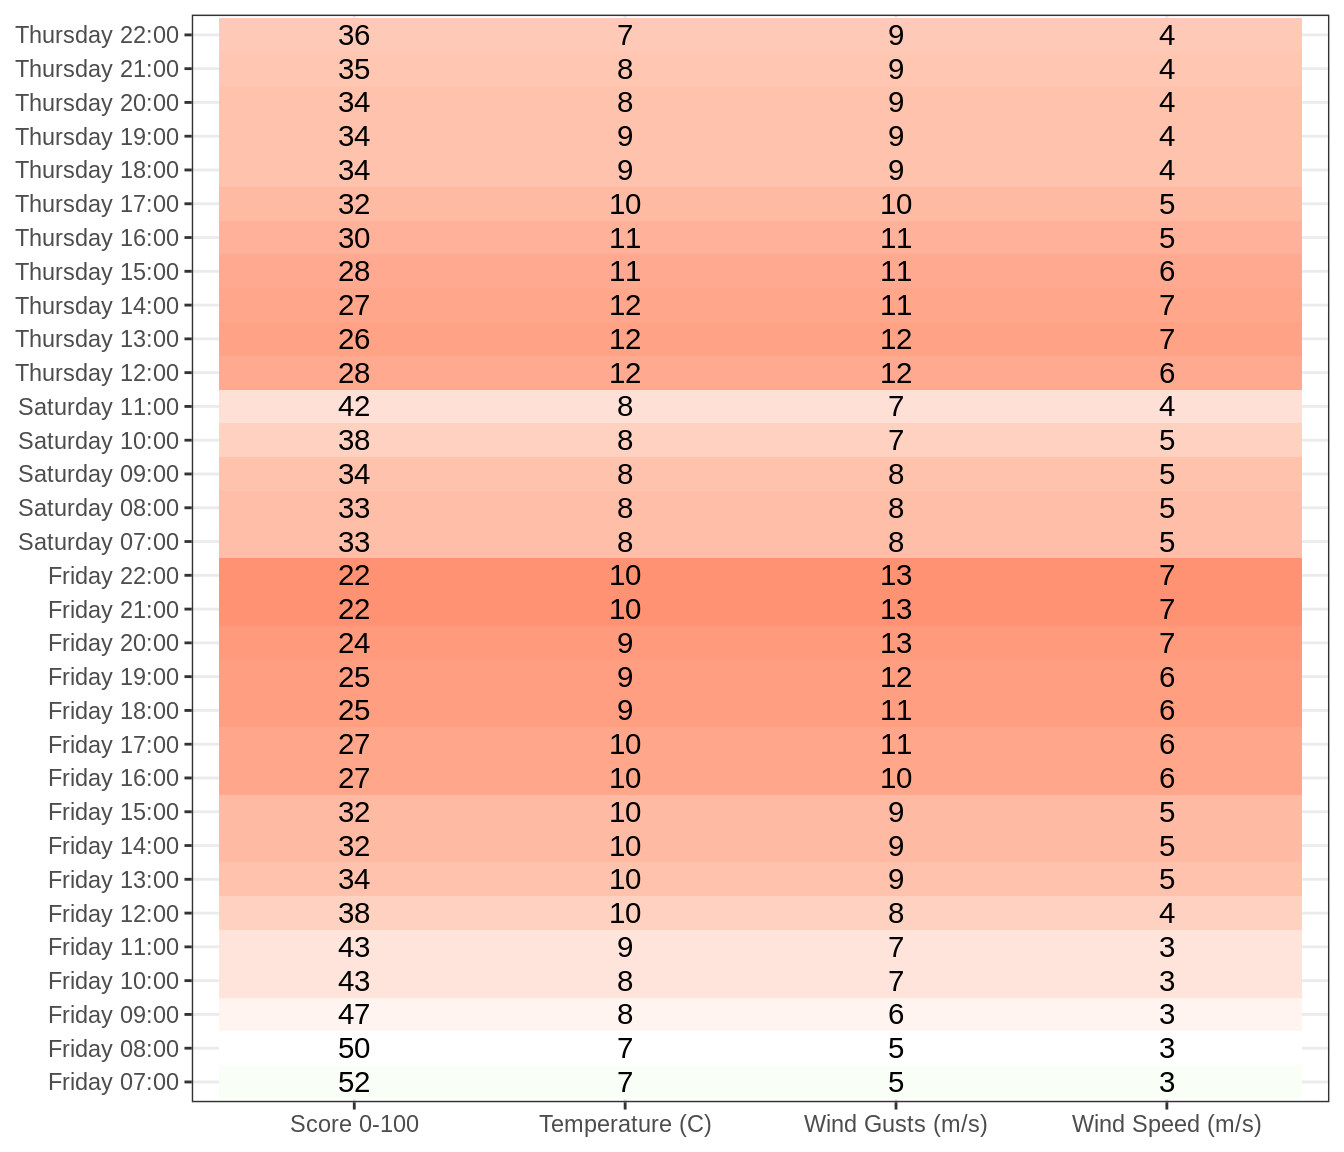 Thursday 22:00 36 7 9 4
Thursday 21:00 35 8 9 4
Thursday 20:00 34 8 9 4
Thursday 19:00 34 9 9 4
Thursday 18:00 34 9 9 4
Thursday 17:00 32 10 10 5
Thursday 16:00 30 11 11 5
Thursday 15:00 28 11 11 6
Thursday 14:00 27 12 11 7
Thursday 13:00 26 12 12 7
Thursday 12:00 28 12 12 6
Saturday 11:00 42 8 7 4
Saturday 10:00 38 8 7 5
Saturday 09:00 34 8 8 5
Saturday 08:00 33 8 8 5
Saturday 07:00 33 8 8 5
Friday 22:00 22 10 13 7
Friday 21:00 22 10 13 7
Friday 20:00 24 9 13 7
Friday 19:00 25 9 12 6
Friday 18:00 25 9 11 6
Friday 17:00 27 10 11 6
Friday 16:00 27 10 10 6
Friday 15:00 32 10 9 5
Friday 14:00 32 10 9 5
Friday 13:00 34 10 9 5
Friday 12:00 38 10 8 4
Friday 11:00 43 9 7 3
Friday 10:00 43 8 7 3
Friday 09:00 47 8 6 3
Friday 08:00 50 7 5 3
Friday 07:00 52 7 5 3
Score 0-100 Temperature (C) Wind Gusts (m/s) Wind Speed (m/s)